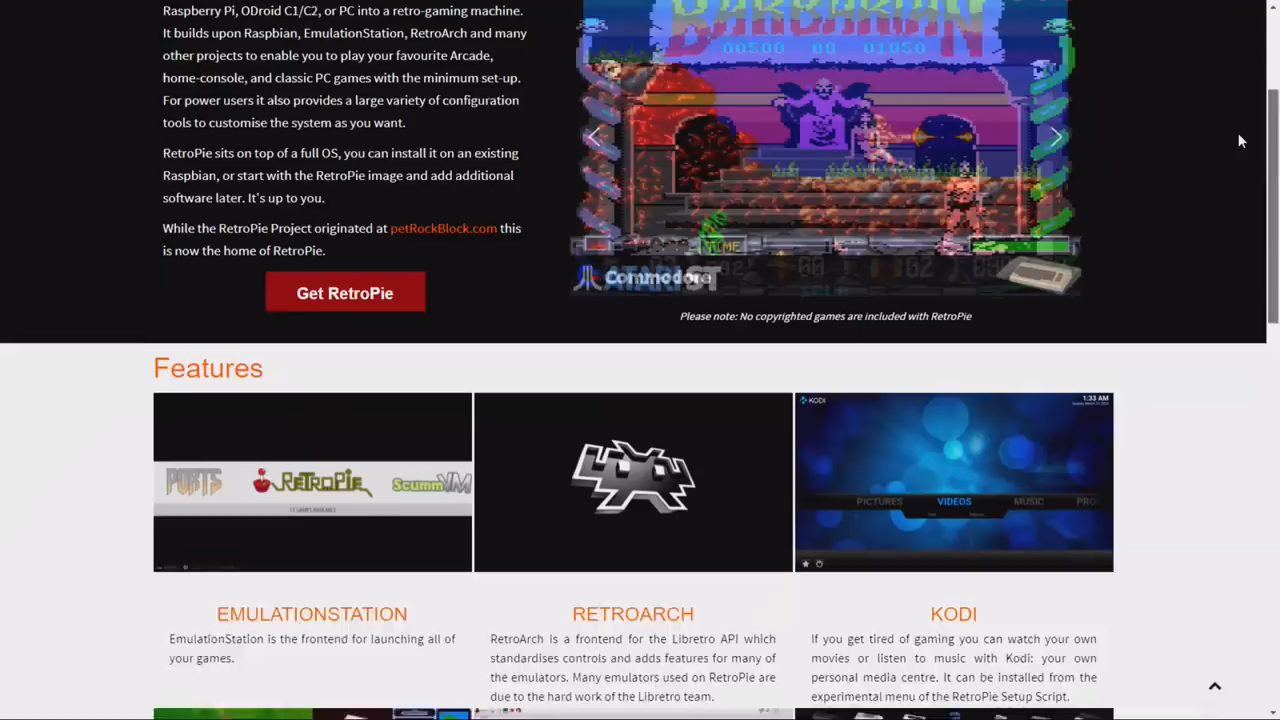 Raspberry Pi, ODroid C1/C2, or PC into a retro-gaming machine.
It builds upon Raspbian, EmulationStation, RetroArch and many
other projects to enable you to play your favourite Arcade,
home-console, and classic PC games with the minimum set-up.
For power users it also provides a large variety of configuration
tools to customise the system as you want.
RetroPie sits on top of a full OS, you can install it on an existing
Raspbian, or start with the RetroPie image and add additional
software later. It's up to you.
While the RetroPie Project originated at petRockBlock.com this
is now the home of RetroPie.
Get RetroPie
BARBARIAN
00500 00 01050
TIME
Commodore
ATARI ST
Please note: No copyrighted games are included with RetroPie
Features
PORTS RETROPIE ScummVM
KODI
1:33 AM
PICTURES VIDEOS MUSIC PRO
EMULATIONSTATION
EmulationStation is the frontend for launching all of
your games.
RETROARCH
RetroArch is a frontend for the Libretro API which
standardises controls and adds features for many of
the emulators. Many emulators used on RetroPie are
due to the hard work of the Libretro team.
KODI
If you get tired of gaming you can watch your own
movies or listen to music with Kodi: your own
personal media centre. It can be installed from the
experimental menu of the RetroPie Setup Script.